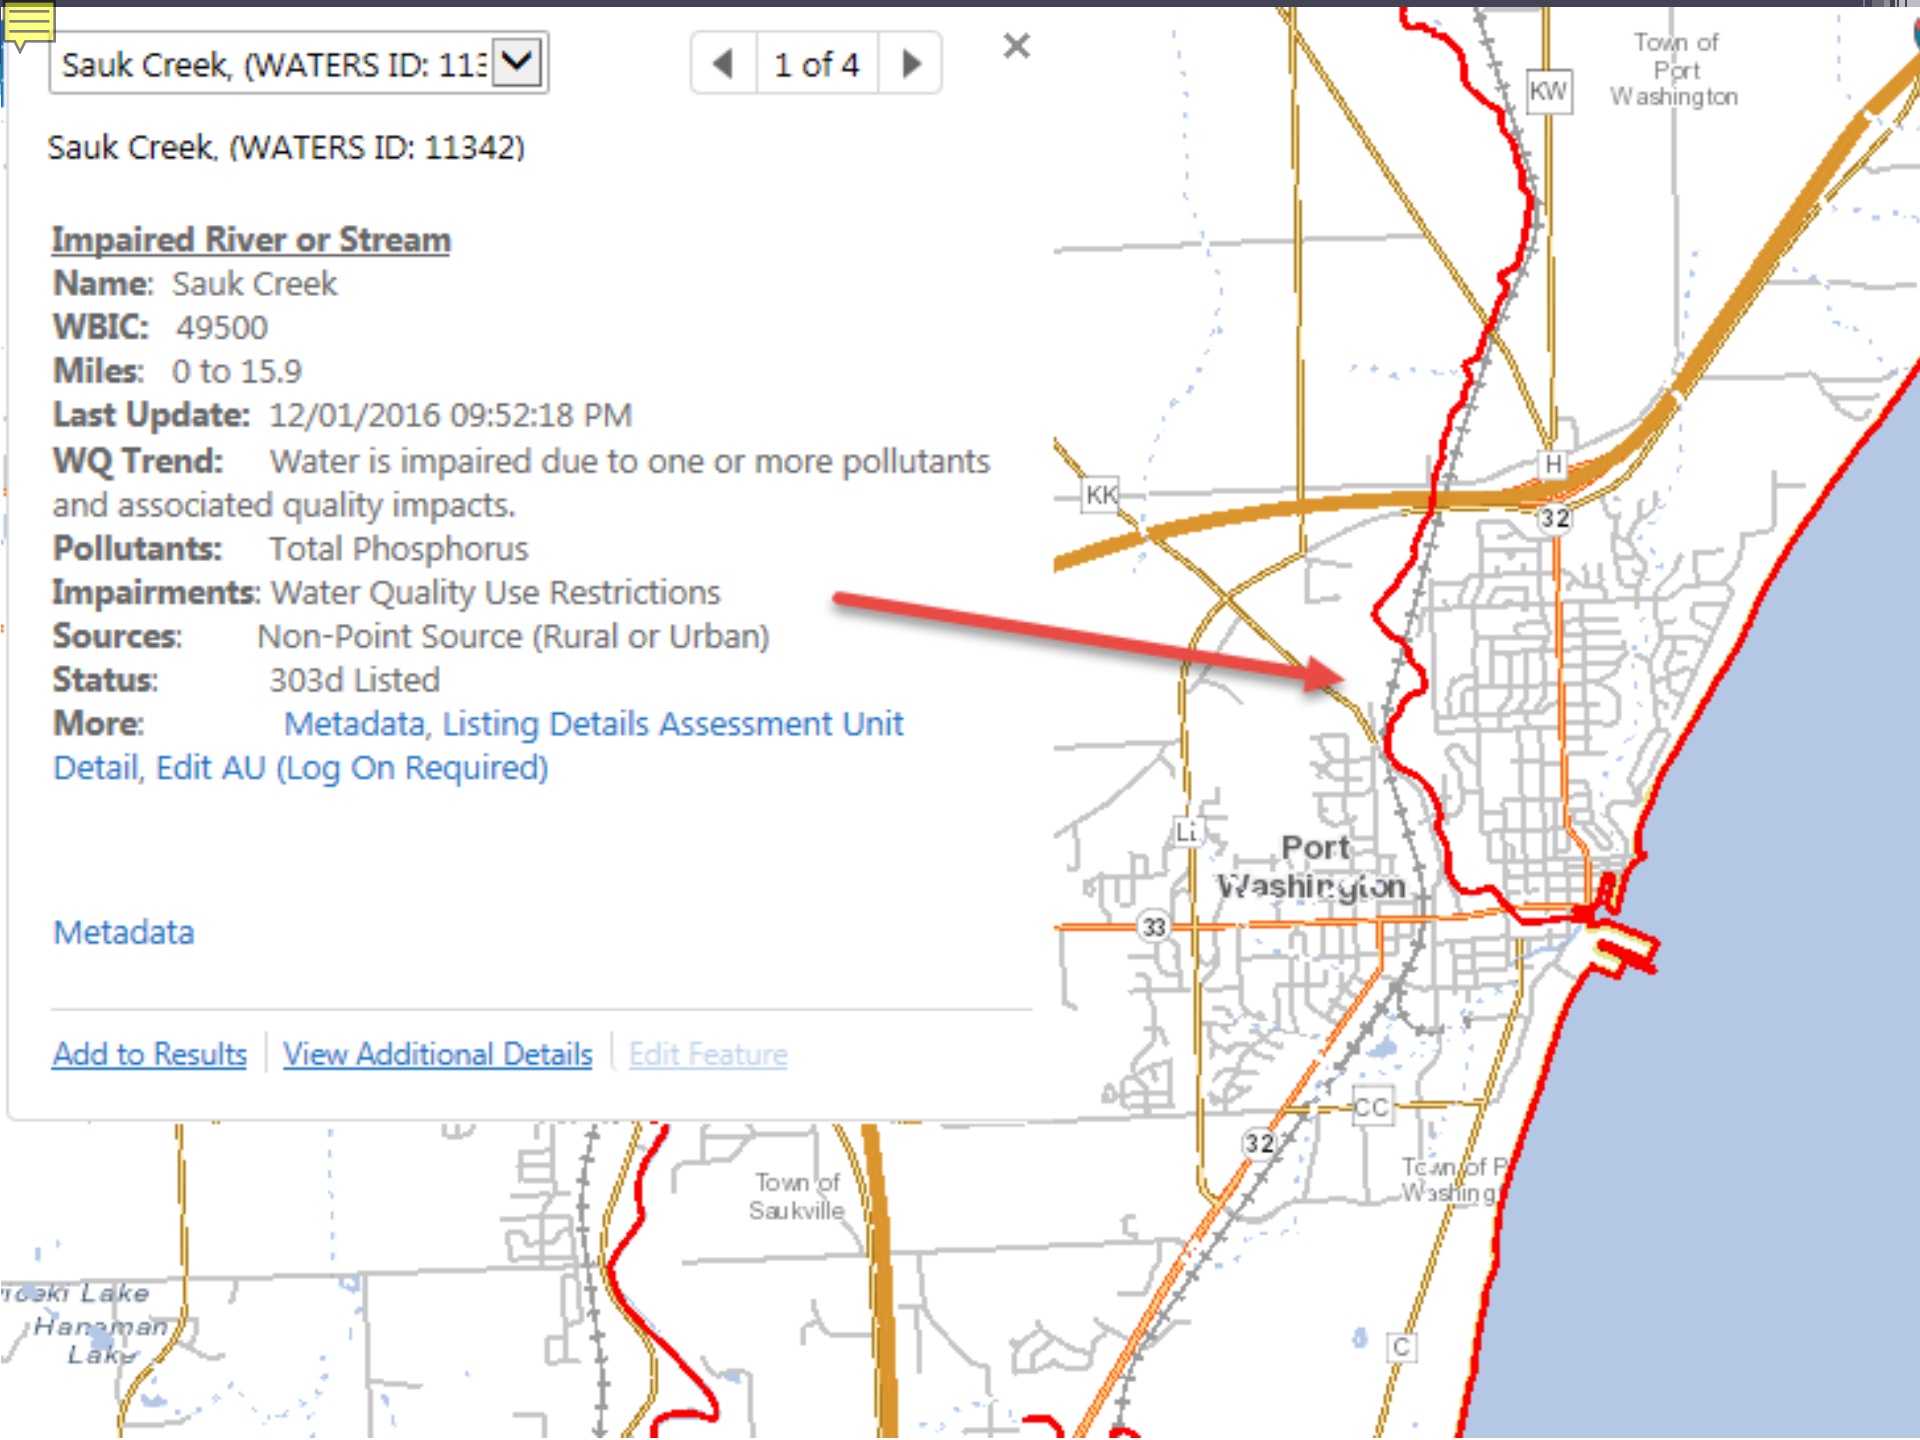 Sauk Creek, (WATERS ID: 113
1 of 4
Sauk Creek, (WATERS ID: 11342)
Impaired River or Stream
Name: Sauk Creek
WBIC: 49500
Miles: 0 to 15.9
Last Update: 12/01/2016 09:52:18 PM
WQ Trend: Water is impaired due to one or more pollutants
and associated quality impacts.
Pollutants: Total Phosphorus
Impairments: Water Quality Use Restrictions
Sources: Non-Point Source (Rural or Urban)
Status: 303d Listed
More: Metadata, Listing Details Assessment Unit
Detail, Edit AU (Log On Required)
Metadata
Add to Results
View Additional Details
Edit Feature
Town of
Port
Washington
KW
H
KK
32
Port
Washington
33
CC
32
Town of P
Washing
Town of
Saukville
Lake
Lake
C